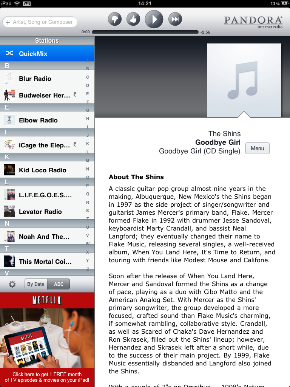 iPad
14:21
Artist, Song or Composer
PANDORA
0:00
-0:56
Stations
QuickMix
B
Blur Radio
Budweiser Her...
E
Elbow Radio
I
iCage the Elep...
K
Kid Loco Radio
L
L.I.F.E.G.O.E.S....
Levator Radio
N
Noah And The...
T
This Mortal Coi...
V
By Date
ABC
NETFLIX
Click here to get 1 FREE month
of TV episodes & movies on your iPad!
The Shins
Goodbye Girl
Goodbye Girl (CD Single)
Menu
About The Shins
A classic guitar pop group almost nine years in the
making, Albuquerque, New Mexico's the Shins began
in 1997 as the side project of singer/songwriter and
guitarist James Mercer's primary band, Flake. Mercer
formed Flake in 1992 with drummer Jesse Sandoval,
keyboardist Marty Crandall, and bassist Neal
Langford; they eventually changed their name to
Flake Music, releasing several singles, a well-received
album, When You Land Here, It's Time to Return, and
touring with friends like Modest Mouse and Califone.
Soon after the release of When You Land Here,
Mercer and Sandoval formed the Shins as a change
of pace, playing as a duo with Cibo Matto and the
American Analog Set. With Mercer as the Shins'
primary songwriter, the group developed a more
focused, crafted sound than Flake Music's charming,
if somewhat rambling, collaborative style. Crandall,
as well as Scared of Chaka's Dave Hernandez and
Ron Skrasek, filled out the Shins' lineup; however,
Hernandez and Skrasek left after a short while, due
to the success of their main project. By 1999, Flake
Music essentially disbanded and Langford also joined
the Shins.